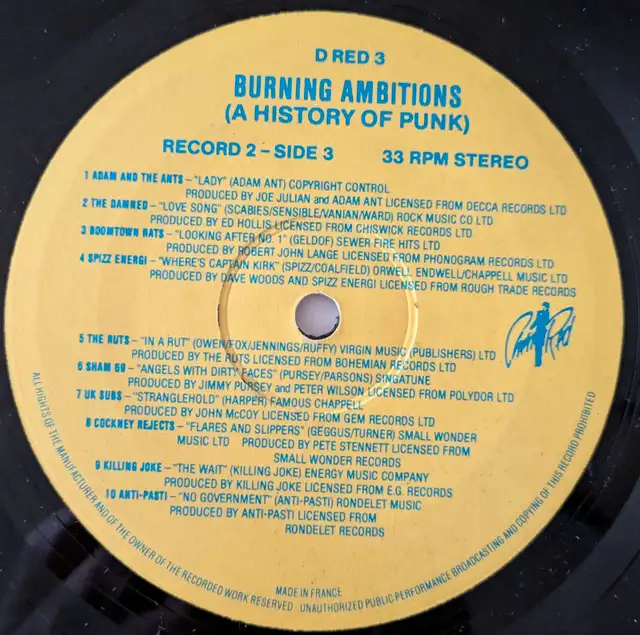 D RED 3
BURNING AMBITIONS
(A HISTORY OF PUNK)
RECORD 2 – SIDE 3 33 RPM STEREO
1 ADAM AND THE ANTS – "LADY" (ADAM ANT) COPYRIGHT CONTROL
PRODUCED BY JOE JULIAN and ADAM ANT LICENSED FROM DECCA RECORDS LTD
2 THE DAMNED – "LOVE SONG" (SCABIES/SENSIBLE/VANIAN/WARD) ROCK MUSIC CO LTD
PRODUCED BY ED HOLLIS LICENSED FROM CHISWICK RECORDS LTD
3 BOOMTOWN RATS – "LOOKING AFTER NO. 1" (GELDOF) SEWER FIRE HITS LTD
PRODUCED BY ROBERT JOHN LANGE LICENSED FROM PHONOGRAM RECORDS LTD
4 SPIZZ ENERGI – "WHERE'S CAPTAIN KIRK" (SPIZZ/COALFIELD) ORWELL ENDWELL/CHAPPELL MUSIC LTD
PRODUCED BY DAVE WOODS and SPIZZ ENERGI LICENSED FROM ROUGH TRADE RECORDS
Cherry Red
5 THE RUTS – "IN A RUT" (OWEN/FOX/JENNINGS/RUFFY) VIRGIN MUSIC (PUBLISHERS) LTD
PRODUCED BY THE RUTS LICENSED FROM BOHEMIAN RECORDS LTD
6 SHAM 69 – "ANGELS WITH DIRTY FACES" (PURSEY/PARSONS) SINGATUNE
PRODUCED BY JIMMY PURSEY and PETER WILSON LICENSED FROM POLYDOR LTD
7 UK SUBS – "STRANGLEHOLD" (HARPER) FAMOUS CHAPPELL
PRODUCED BY JOHN McCOY LICENSED FROM GEM RECORDS LTD
8 COCKNEY REJECTS – "FLARES AND SLIPPERS" (GEGGUS/TURNER) SMALL WONDER
MUSIC LTD PRODUCED BY PETE STENNETT LICENSED FROM
SMALL WONDER RECORDS
9 KILLING JOKE – "THE WAIT" (KILLING JOKE) ENERGY MUSIC COMPANY
PRODUCED BY KILLING JOKE LICENSED FROM E.G. RECORDS
10 ANTI-PASTI – "NO GOVERNMENT" (ANTI-PASTI) RONDELET MUSIC
PRODUCED BY ANTI-PASTI LICENSED FROM
RONDELET RECORDS
MADE IN FRANCE
ALL RIGHTS OF THE MANUFACTURER AND OF THE OWNER OF THE RECORDED WORK RESERVED UNAUTHORIZED PUBLIC PERFORMANCE BROADCASTING AND COPYING OF THIS RECORD PROHIBITED